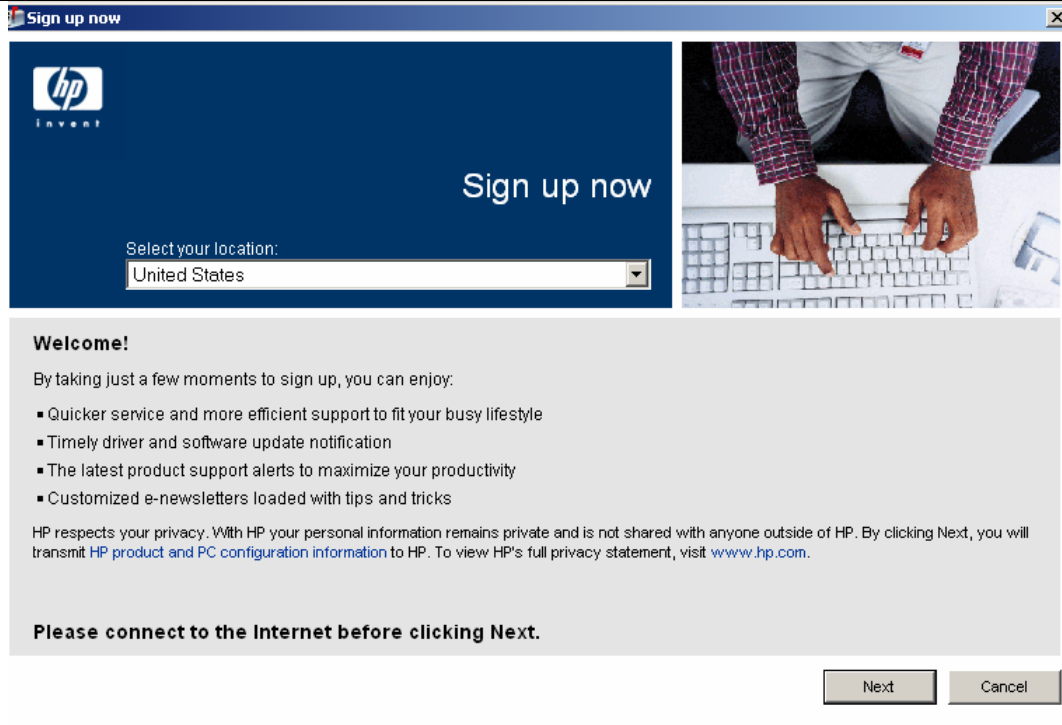 Sign up now
hp
invent
Sign up now
Select your location:
United States
Welcome!
By taking just a few moments to sign up, you can enjoy:
▪ Quicker service and more efficient support to fit your busy lifestyle
▪ Timely driver and software update notification
▪ The latest product support alerts to maximize your productivity
▪ Customized e-newsletters loaded with tips and tricks
HP respects your privacy. With HP your personal information remains private and is not shared with anyone outside of HP. By clicking Next, you will
transmit HP product and PC configuration information to HP. To view HP's full privacy statement, visit www.hp.com.
Please connect to the Internet before clicking Next.
Next
Cancel